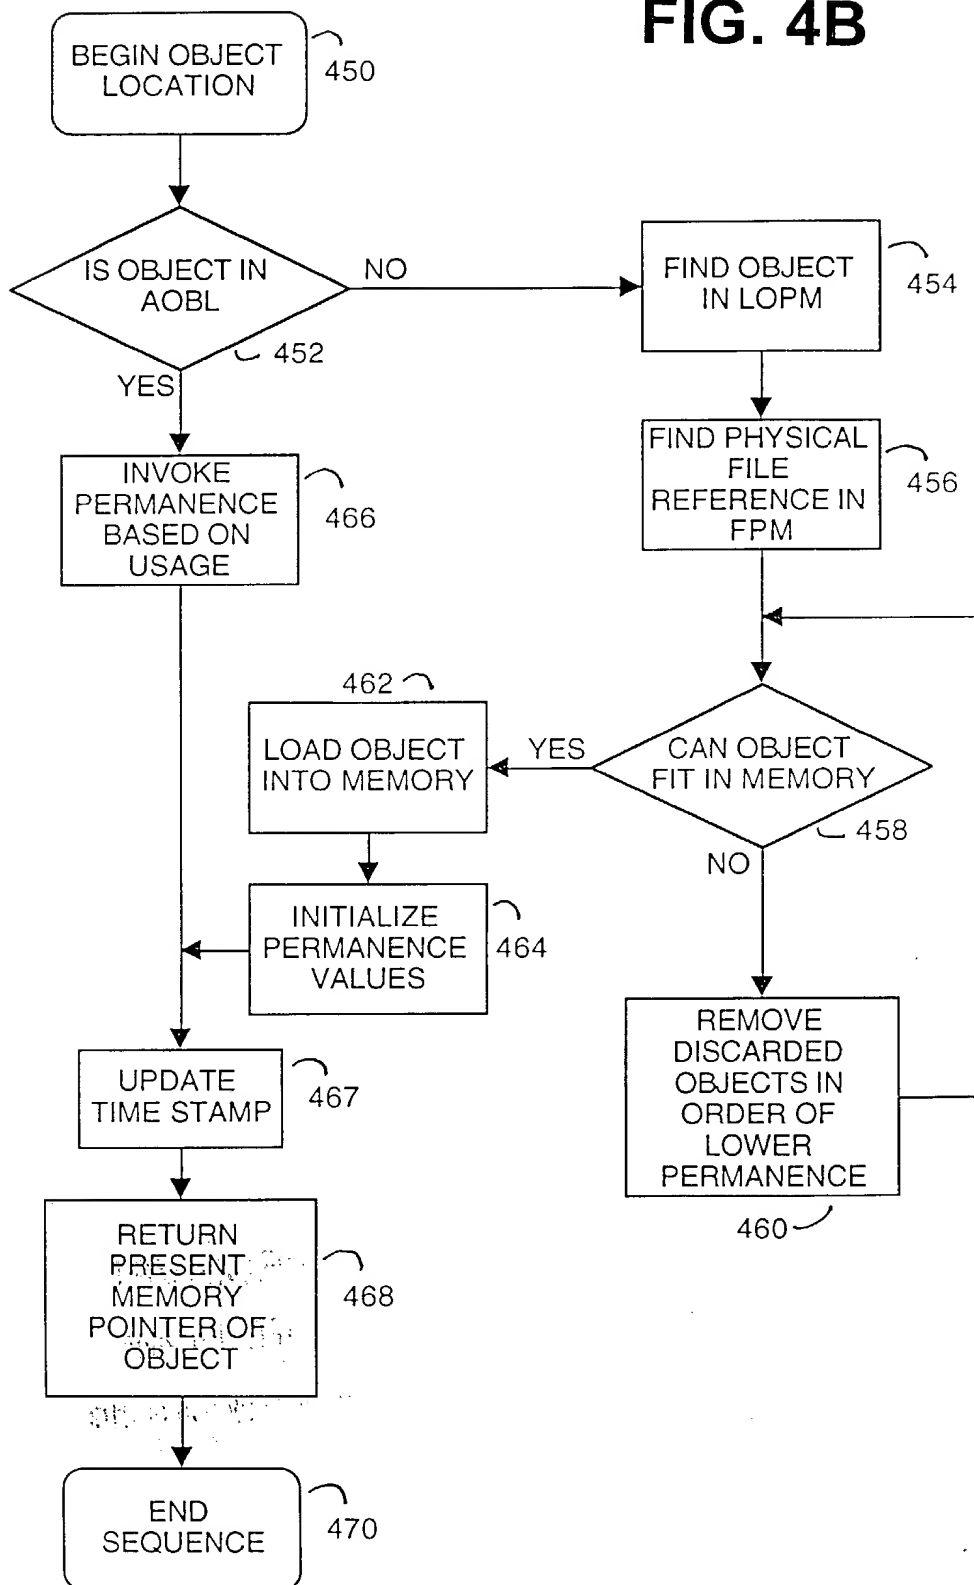 FIG. 4B
BEGIN OBJECT
LOCATION
450
IS OBJECT IN
AOBL
452
NO
YES
FIND OBJECT
IN LOPM
454
FIND PHYSICAL
FILE
REFERENCE IN
FPM
456
INVOKE
PERMANENCE
BASED ON
USAGE
466
CAN OBJECT
FIT IN MEMORY
458
YES
NO
462
LOAD OBJECT
INTO MEMORY
INITIALIZE
PERMANENCE
VALUES
464
REMOVE
DISCARDED
OBJECTS IN
ORDER OF
LOWER
PERMANENCE
460
UPDATE
TIME STAMP
467
RETURN
PRESENT
MEMORY
POINTER OF
OBJECT
468
END
SEQUENCE
470